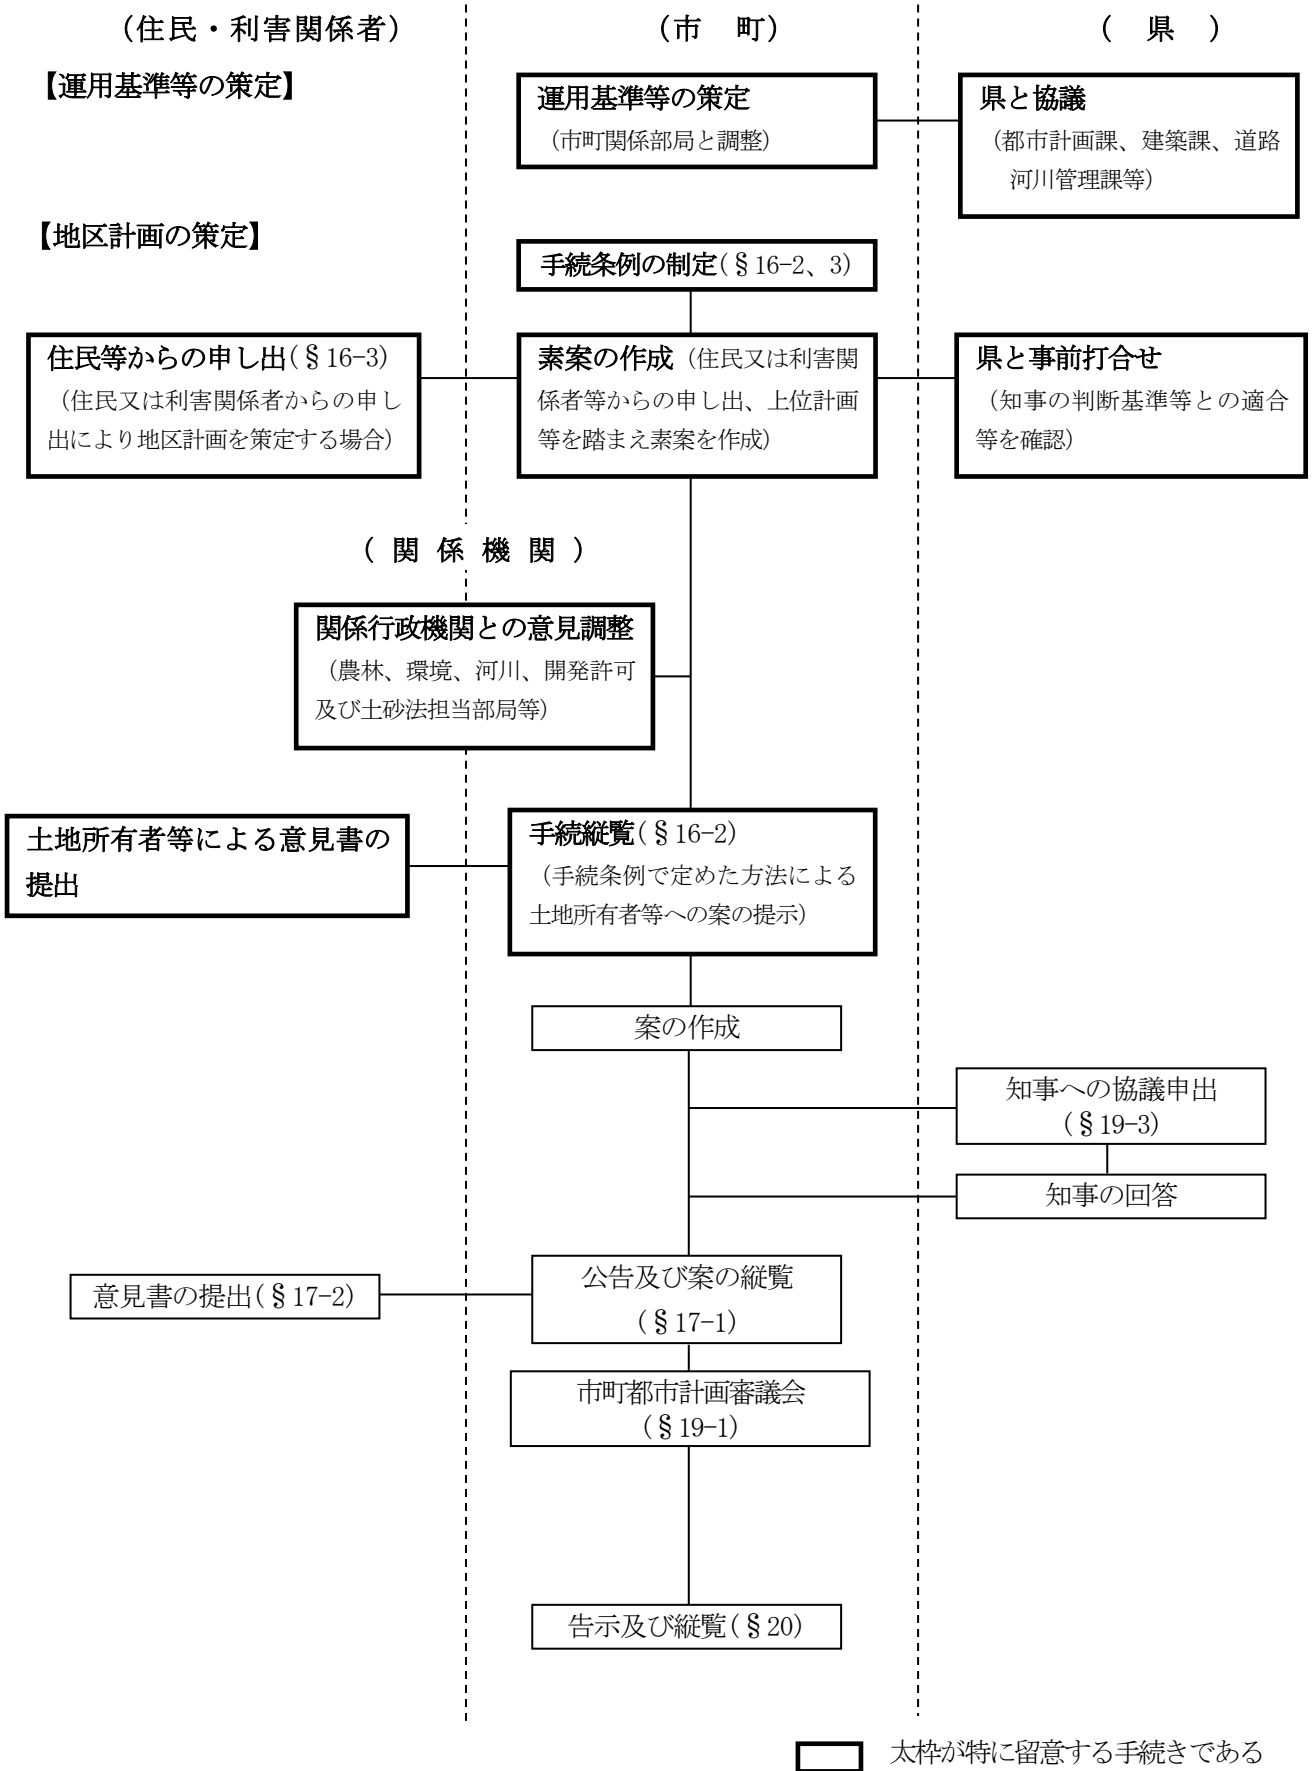 （住民・利害関係者）
（市　町）
（　県　）
【運用基準等の策定】
運用基準等の策定
（市町関係部局と調整）
県と協議
（都市計画課、建築課、道路
河川管理課等）
【地区計画の策定】
手続条例の制定（§16-2、3）
住民等からの申し出（§16-3）
（住民又は利害関係者からの申し
出により地区計画を策定する場合）
素案の作成（住民又は利害関
係者等からの申し出、上位計画
等を踏まえ素案を作成）
県と事前打合せ
（知事の判断基準等との適合
等を確認）
（関係機関）
関係行政機関との意見調整
（農林、環境、河川、開発許可
及び土砂法担当部局等）
土地所有者等による意見書の
提出
手続縦覧（§16-2）
（手続条例で定めた方法による
土地所有者等への案の提示）
案の作成
知事への協議申出
（§19-3）
知事の回答
意見書の提出（§17-2）
公告及び案の縦覧
（§17-1）
市町都市計画審議会
（§19-1）
告示及び縦覧（§20）
太枠が特に留意する手続きである